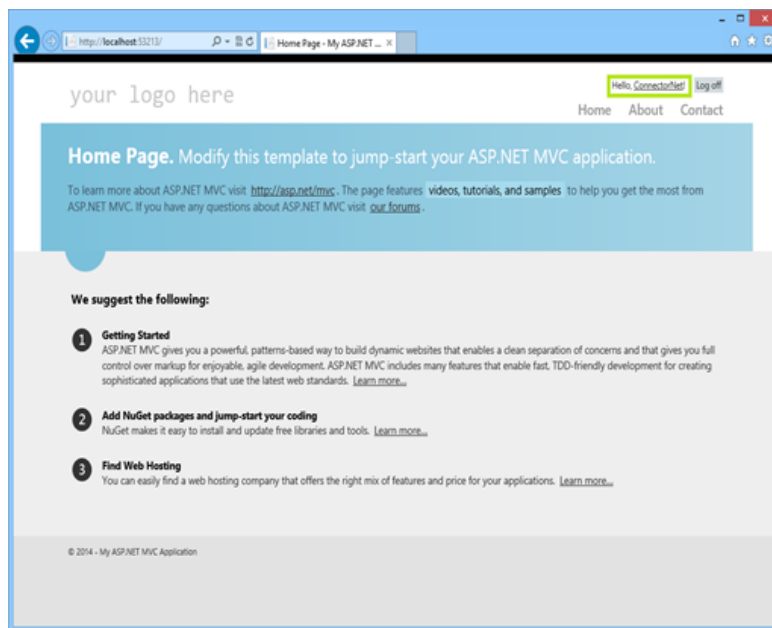 http://localhost:53213/
Home Page - My ASP.NET ...
your logo here
Hello, ConnectorNet!
Log off
Home About Contact
Home Page. Modify this template to jump-start your ASP.NET MVC application.
To learn more about ASP.NET MVC visit http://asp.net/mvc. The page features videos, tutorials, and samples to help you get the most from
ASP.NET MVC. If you have any questions about ASP.NET MVC visit our forums.
We suggest the following:
1 Getting Started
ASP.NET MVC gives you a powerful, patterns-based way to build dynamic websites that enables a clean separation of concerns and that gives you full
control over markup for enjoyable, agile development. ASP.NET MVC includes many features that enable fast, TDD-friendly development for creating
sophisticated applications that use the latest web standards. Learn more...
2 Add NuGet packages and jump-start your coding
NuGet makes it easy to install and update free libraries and tools. Learn more...
3 Find Web Hosting
You can easily find a web hosting company that offers the right mix of features and price for your applications. Learn more...
© 2014 - My ASP.NET MVC Application